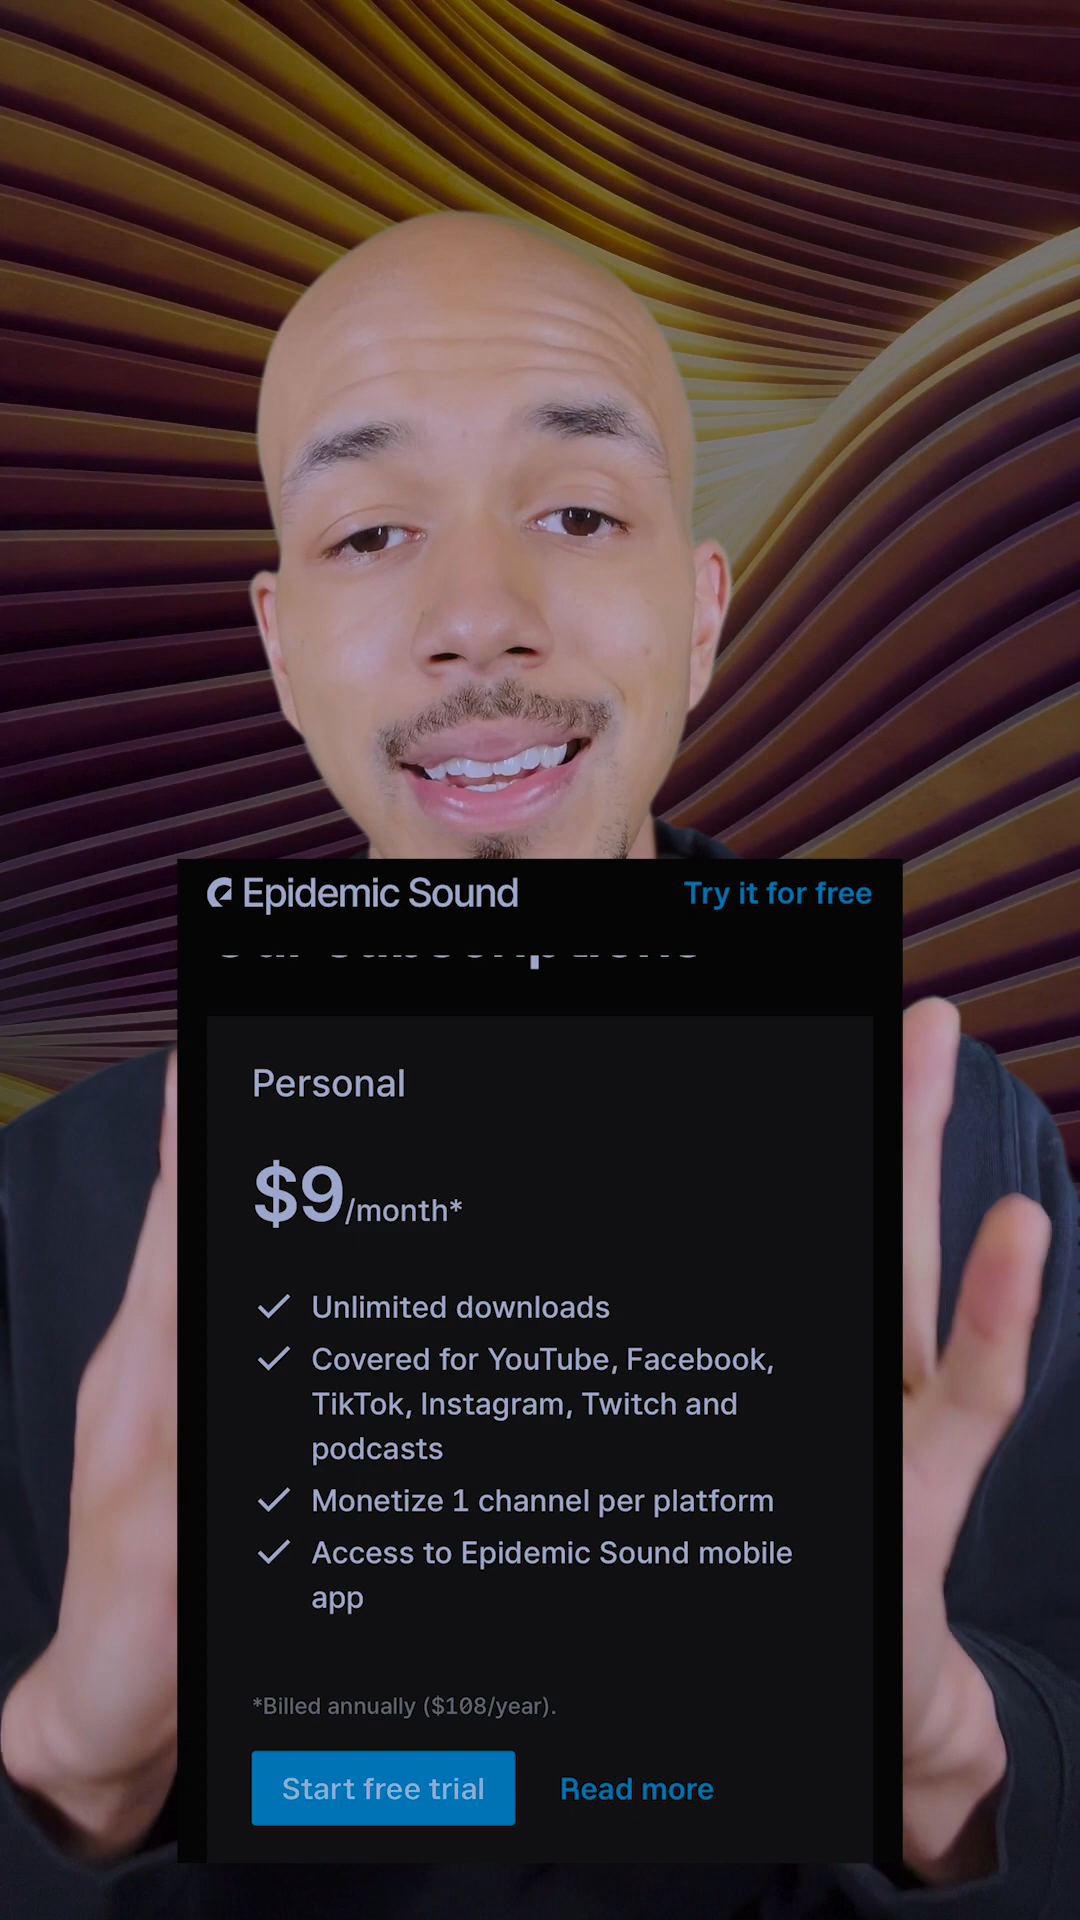 Epidemic Sound
Try it for free
Personal
$9/month*
Unlimited downloads
Covered for YouTube, Facebook,
TikTok, Instagram, Twitch and
podcasts
Monetize 1 channel per platform
Access to Epidemic Sound mobile
app
*Billed annually ($108/year).
Start free trial
Read more